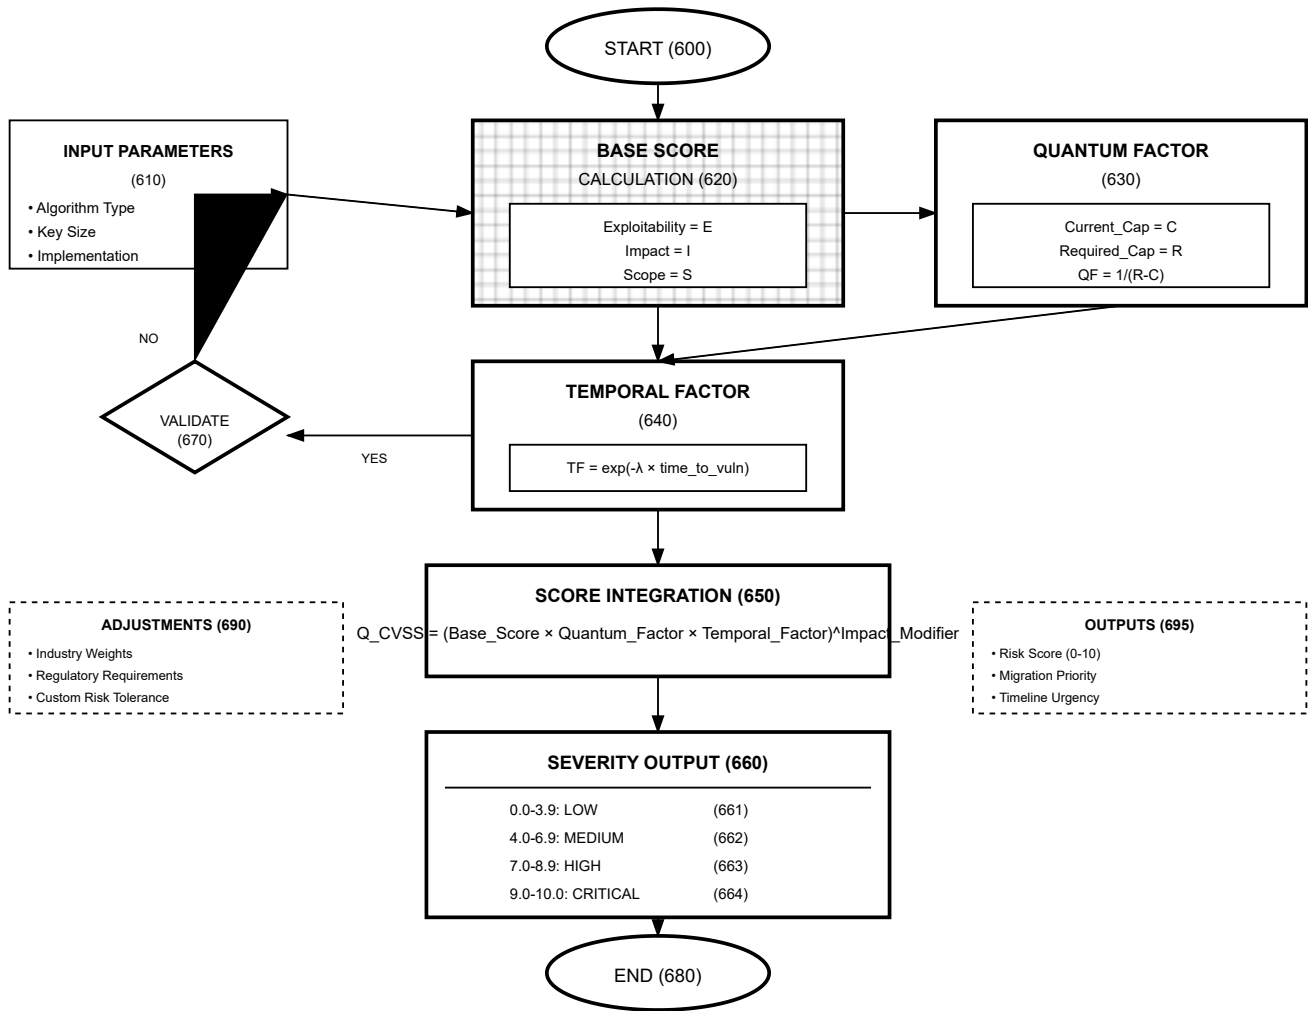 START (600)
INPUT PARAMETERS
(610)
• Algorithm Type
• Key Size
• Implementation
BASE SCORE
CALCULATION (620)
Exploitability = E
Impact = I
Scope = S
QUANTUM FACTOR
(630)
Current_Cap = C
Required_Cap = R
QF = 1/(R-C)
NO
VALIDATE
(670)
YES
TEMPORAL FACTOR
(640)
TF = exp(-λ × time_to_vuln)
SCORE INTEGRATION (650)
Q_CVSS = (Base_Score × Quantum_Factor × Temporal_Factor)^Impact_Modifier
ADJUSTMENTS (690)
• Industry Weights
• Regulatory Requirements
• Custom Risk Tolerance
OUTPUTS (695)
• Risk Score (0-10)
• Migration Priority
• Timeline Urgency
SEVERITY OUTPUT (660)
0.0-3.9: LOW (661)
4.0-6.9: MEDIUM (662)
7.0-8.9: HIGH (663)
9.0-10.0: CRITICAL (664)
END (680)